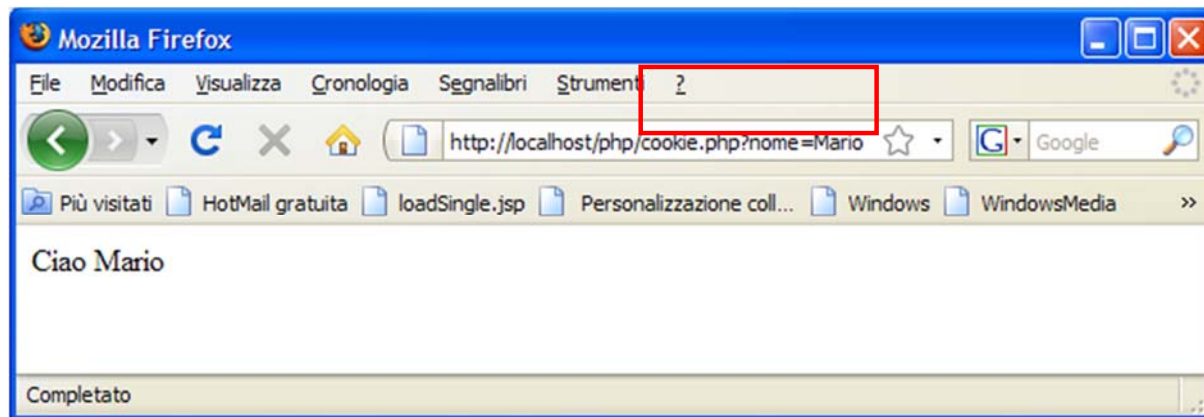 Mozilla Firefox
File Modifica Visualizza Cronologia Segnalibri Strumenti ?
http://localhost/php/cookie.php?nome=Mario G Google
Più visitati HotMail gratuita loadSingle.jsp Personalizzazione coll... Windows WindowsMedia »
Ciao Mario
Completato